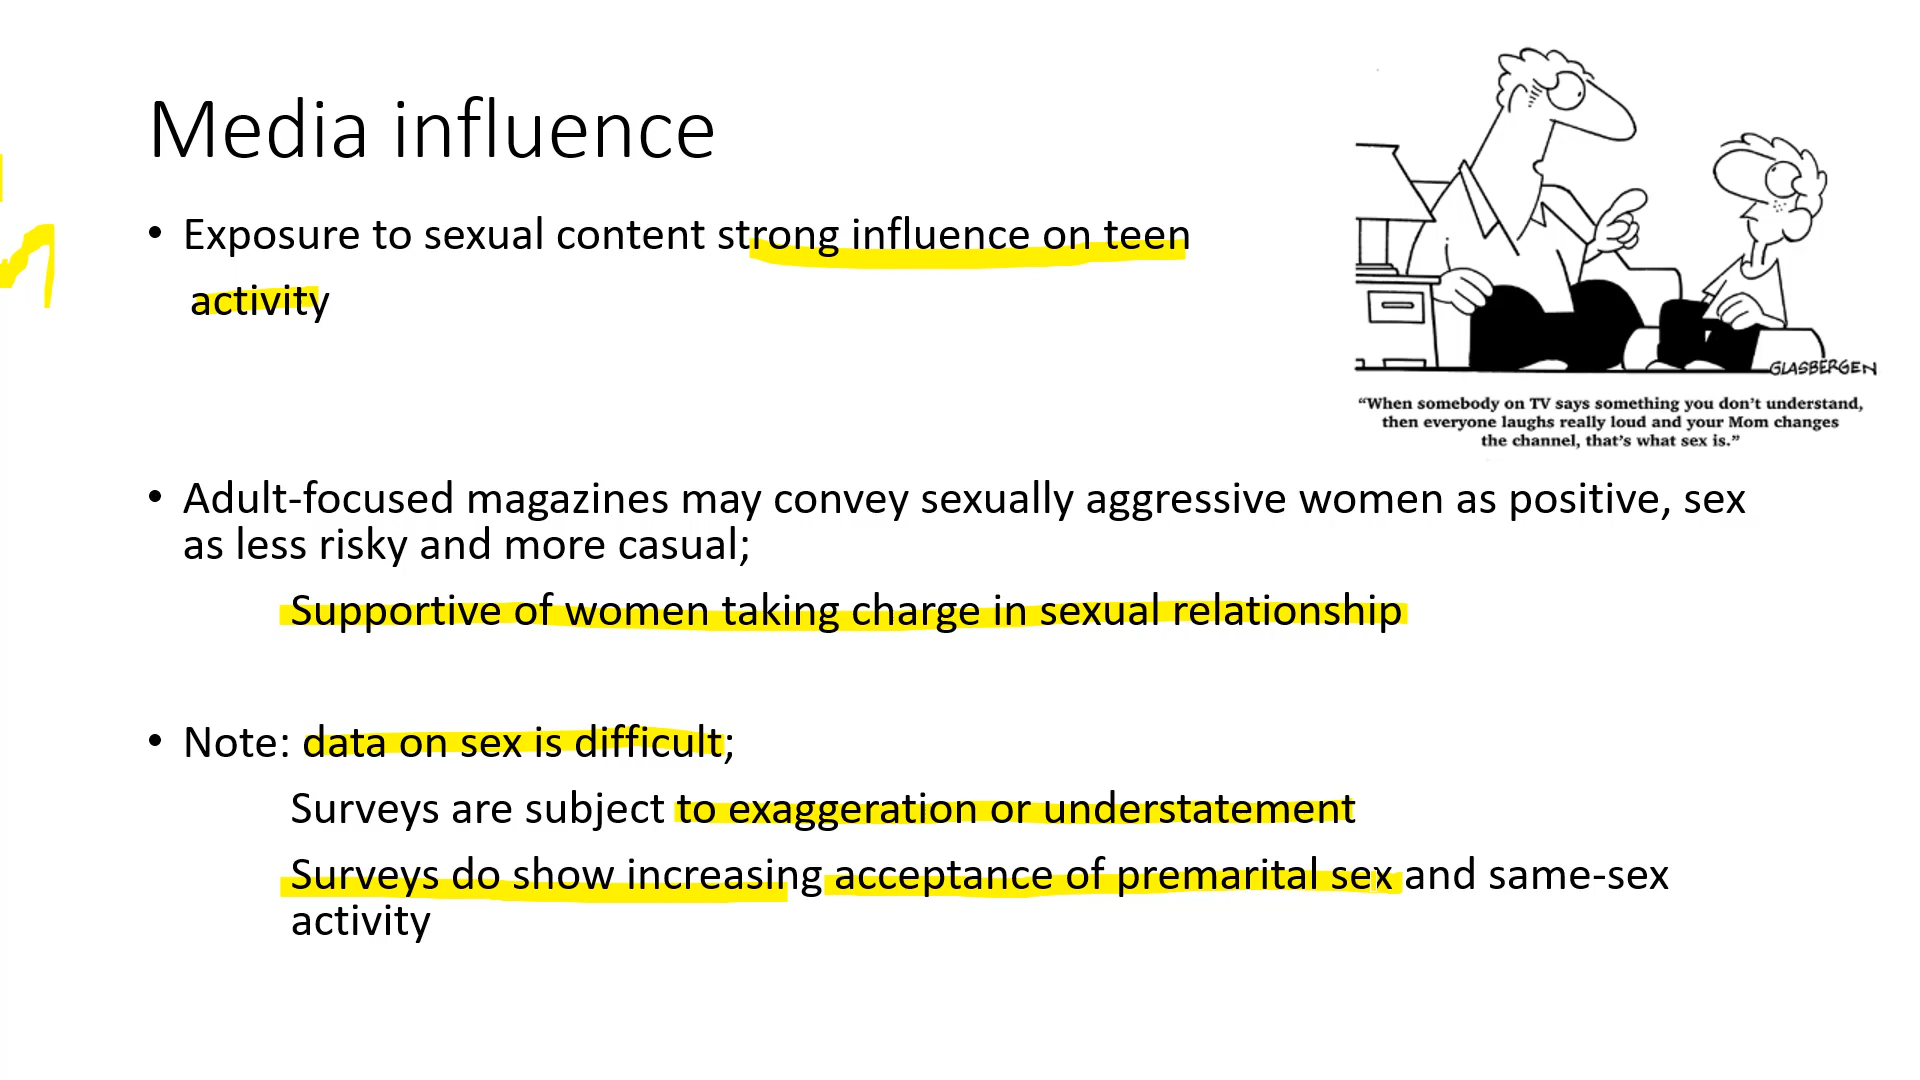 Media influence
• Exposure to sexual content strong influence on teen
activity
GLASBERGEN
“When somebody on TV says something you don’t understand,
then everyone laughs really loud and your Mom changes
the channel, that’s what sex is.”
• Adult-focused magazines may convey sexually aggressive women as positive, sex
as less risky and more casual;
Supportive of women taking charge in sexual relationship
• Note: data on sex is difficult;
Surveys are subject to exaggeration or understatement
Surveys do show increasing acceptance of premarital sex and same-sex
activity